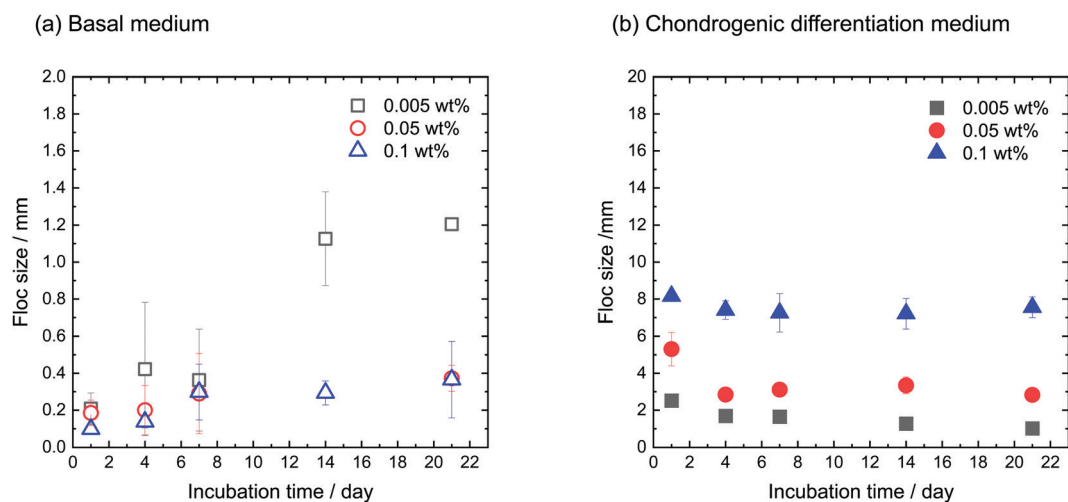 (a) Basal medium
2.0
1.8
1.6
1.4
1.2
1.0
0.8
0.6
0.4
0.2
0.0
Floc size / mm
0.005 wt%
0.05 wt%
0.1 wt%
0 2 4 6 8 10 12 14 16 18 20 22
Incubation time / day
(b) Chondrogenic differentiation medium
20
18
16
14
12
10
8
6
4
2
0
Floc size /mm
0.005 wt%
0.05 wt%
0.1 wt%
0 2 4 6 8 10 12 14 16 18 20 22
Incubation time / day